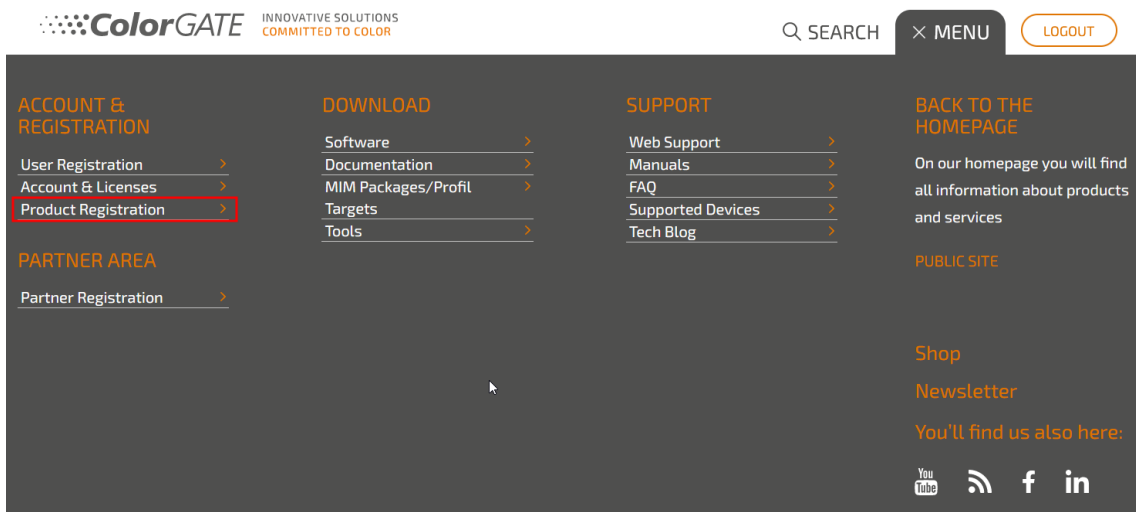 ColorGATE
INNOVATIVE SOLUTIONS
COMMITTED TO COLOR
SEARCH
MENU
LOGOUT
ACCOUNT &
REGISTRATION
User Registration
Account & Licenses
Product Registration
PARTNER AREA
Partner Registration
DOWNLOAD
Software
Documentation
MIM Packages/Profil
Targets
Tools
SUPPORT
Web Support
Manuals
FAQ
Supported Devices
Tech Blog
BACK TO THE
HOMEPAGE
On our homepage you will find
all information about products
and services
PUBLIC SITE
Shop
Newsletter
You'll find us also here:
You
Tube
f
in